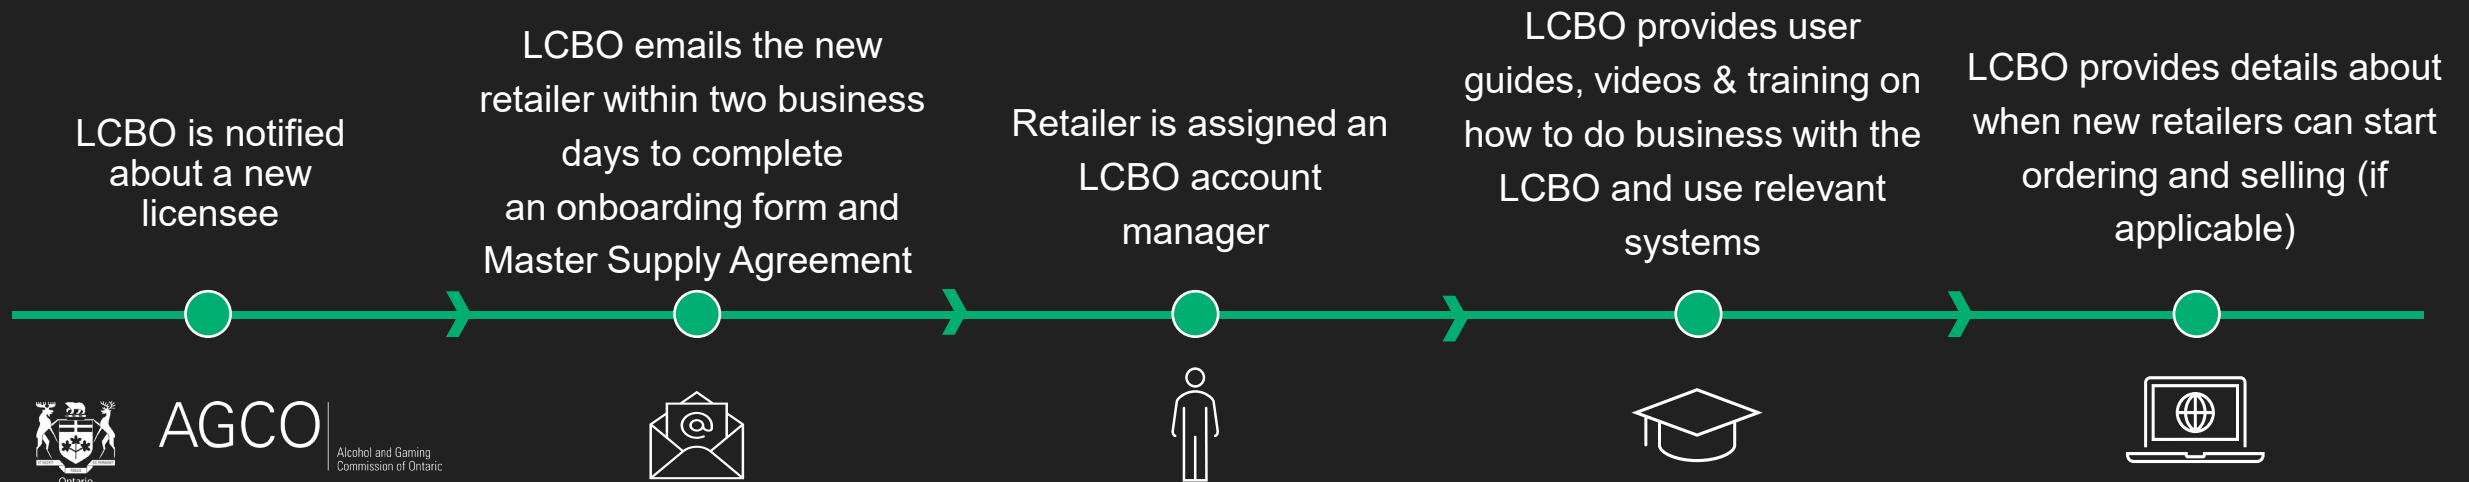 LCBO is notified
about a new
licensee
LCBO emails the new
retailer within two business
days to complete
an onboarding form and
Master Supply Agreement
Retailer is assigned an
LCBO account
manager
LCBO provides user
guides, videos & training on
how to do business with the
LCBO and use relevant
systems
LCBO provides details about
when new retailers can start
ordering and selling (if
applicable)
Ontario
AGCO
Alcohol and Gaming
Commission of Ontario
@